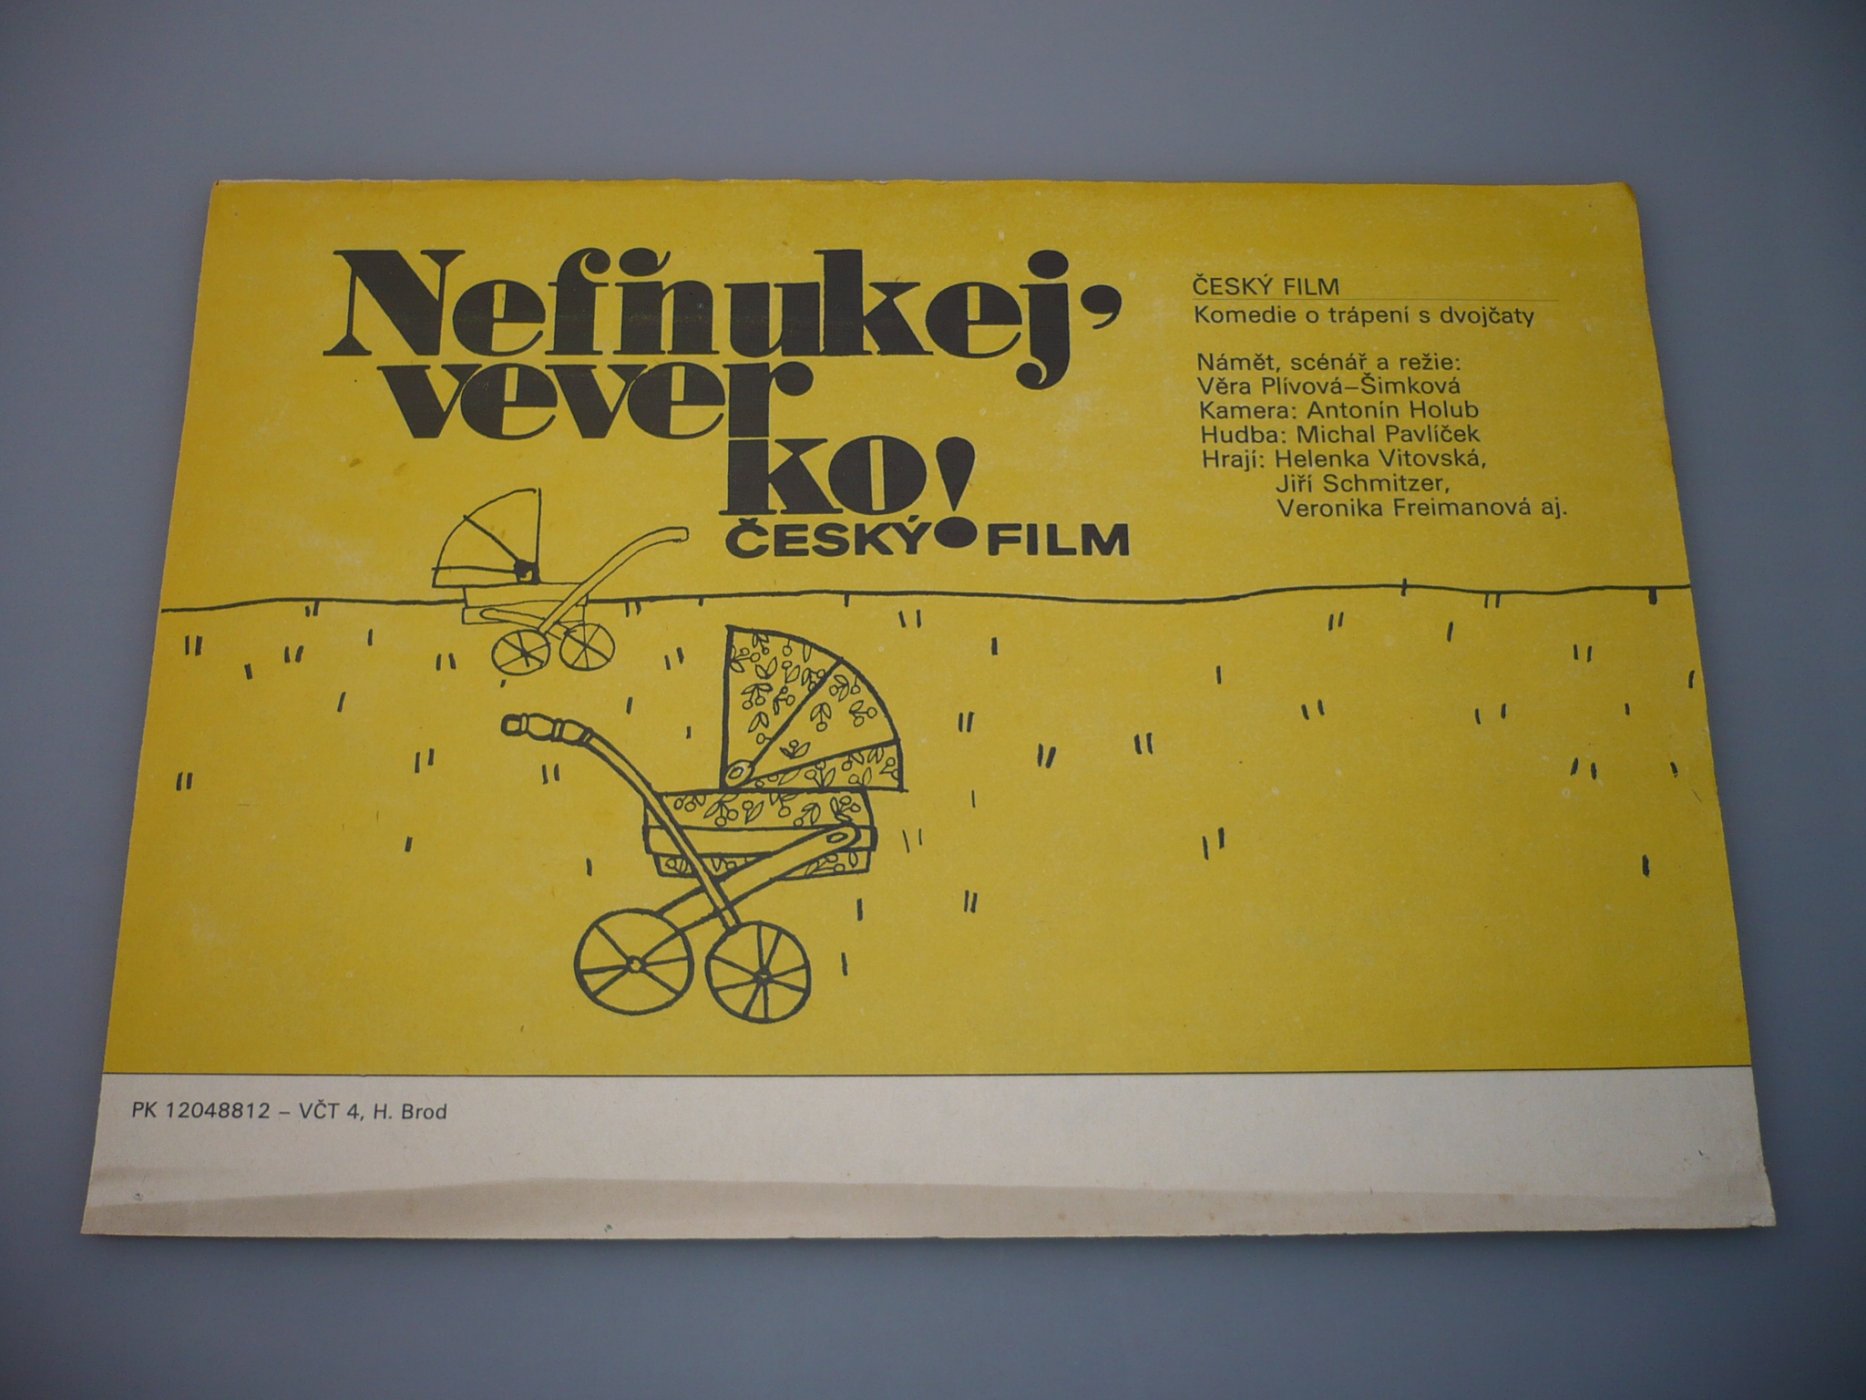 Nefňukej,
vever
ko!
ČESKÝ FILM
ČESKÝ FILM
Komedie o trápení s dvojčaty
Námět, scénář a režie:
Věra Plívová–Šimková
Kamera: Antonín Holub
Hudba: Michal Pavlíček
Hrají: Helenka Vitovská,
Jiří Schmitzer,
Veronika Freimanová aj.
PK 12048812 – VČT 4, H. Brod